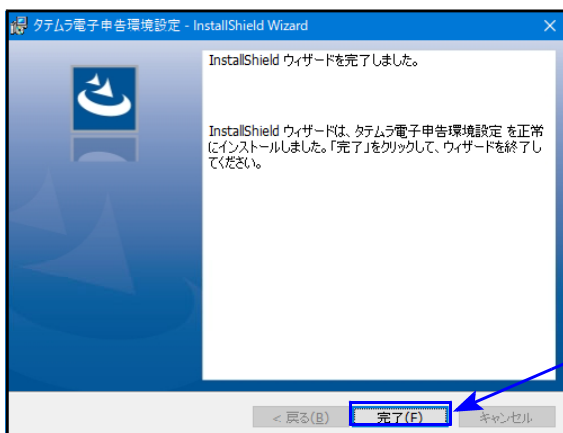 タテムラ電子申告環境設定 - InstallShield Wizard
InstallShield ウィザードを完了しました。
InstallShield ウィザードは、タテムラ電子申告環境設定 を正常
にインストールしました。「完了」をクリックして、ウィザードを終了し
てください。
< 戻る(B) 完了(F) キャンセル